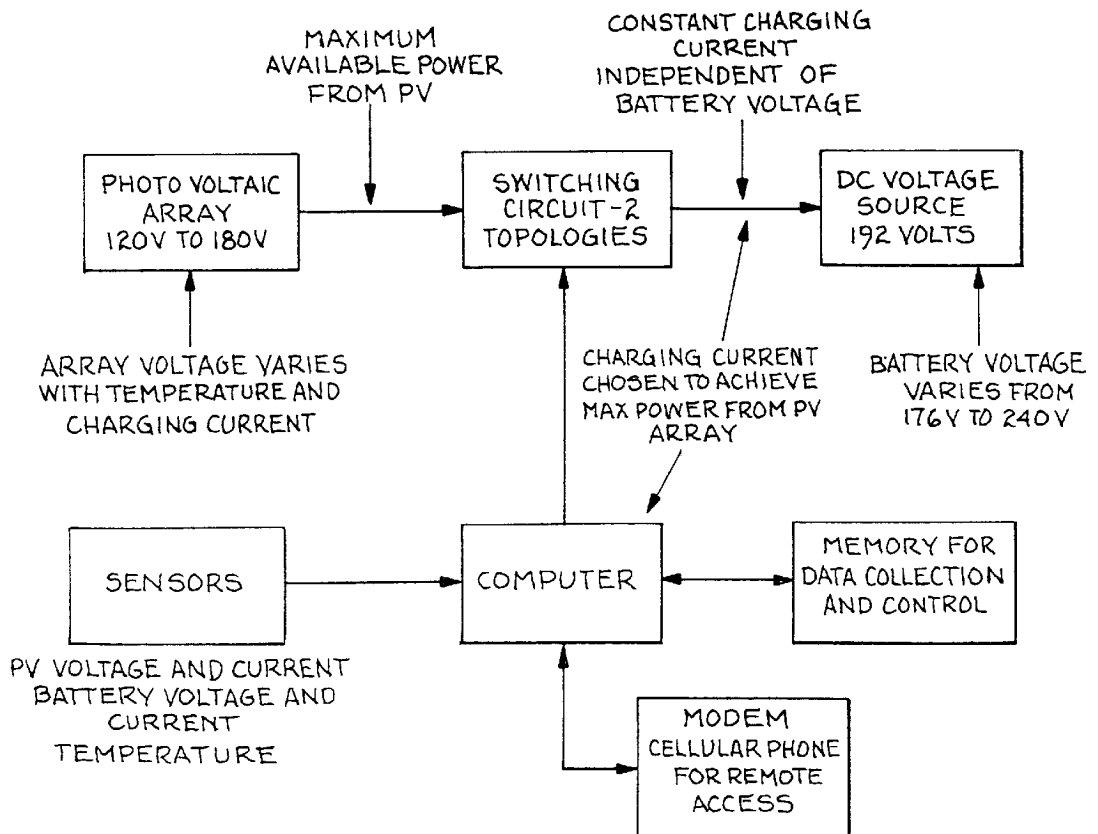 MAXIMUM
AVAILABLE POWER
FROM PV
CONSTANT CHARGING
CURRENT
INDEPENDENT OF
BATTERY VOLTAGE
PHOTO VOLTAIC
ARRAY
120V TO 180V
SWITCHING
CIRCUIT-2
TOPOLOGIES
DC VOLTAGE
SOURCE
192 VOLTS
ARRAY VOLTAGE VARIES
WITH TEMPERATURE AND
CHARGING CURRENT
CHARGING CURRENT
CHOSEN TO ACHIEVE
MAX POWER FROM PV
ARRAY
BATTERY VOLTAGE
VARIES FROM
176V TO 240V
SENSORS
COMPUTER
MEMORY FOR
DATA COLLECTION
AND CONTROL
PV VOLTAGE AND CURRENT
BATTERY VOLTAGE AND
CURRENT
TEMPERATURE
MODEM
CELLULAR PHONE
FOR REMOTE
ACCESS